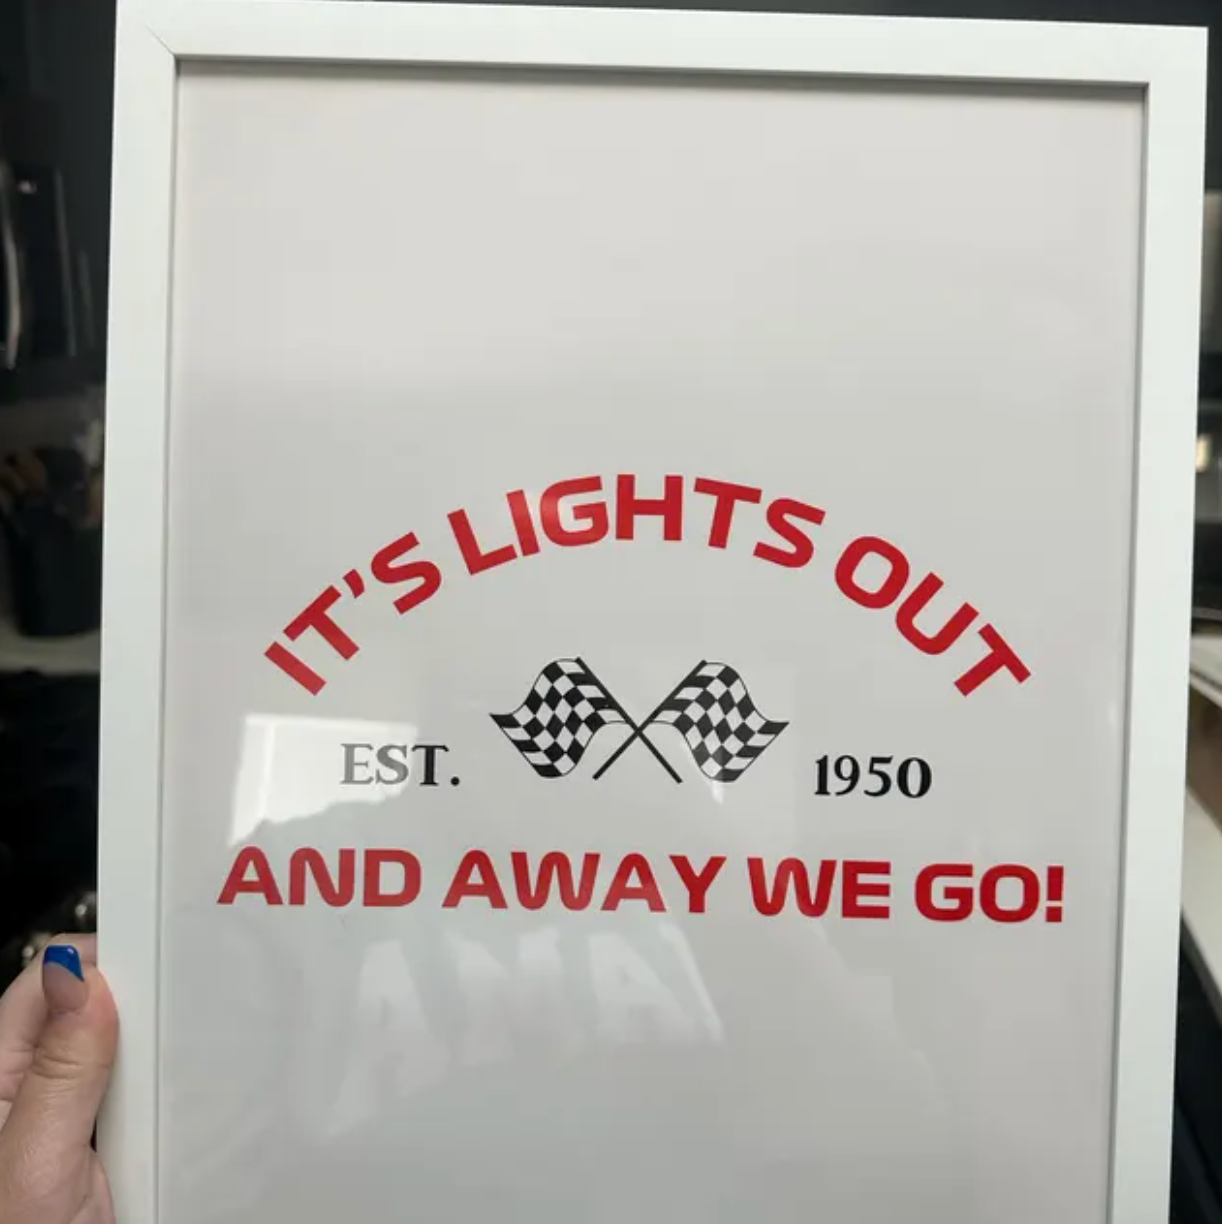 IT'S LIGHTS OUT
EST. 1950
AND AWAY WE GO!